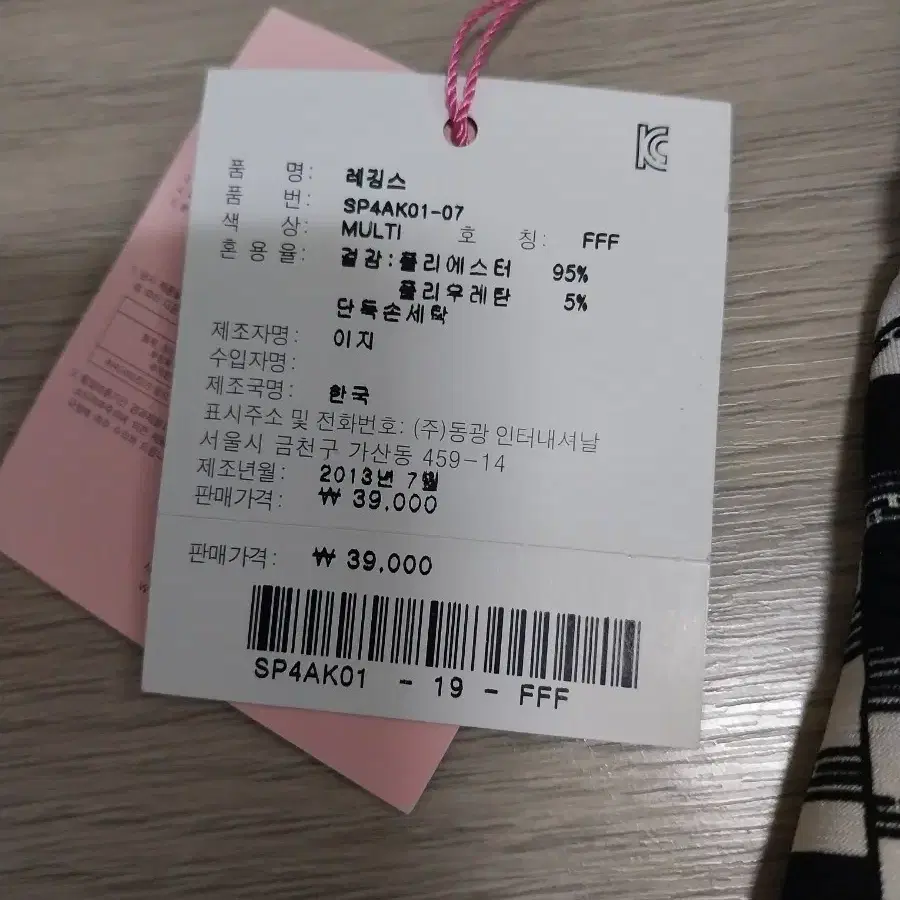 KC
품 명: 레깅스
품 번: SP4AK01-07
색 상: MULTI 호 칭: FFF
혼 용 율: 겉감:폴리에스터 95%
폴리우레탄 5%
단독손세탁
제조자명: 이지
수입자명:
제조국명: 한국
표시주소 및 전화번호: (주)동광 인터내셔날
서울시 금천구 가산동 459-14
제조년월: 2013년 7월
판매가격: ₩ 39,000
판매가격: ₩ 39,000
SP4AK01 - 19 - FFF